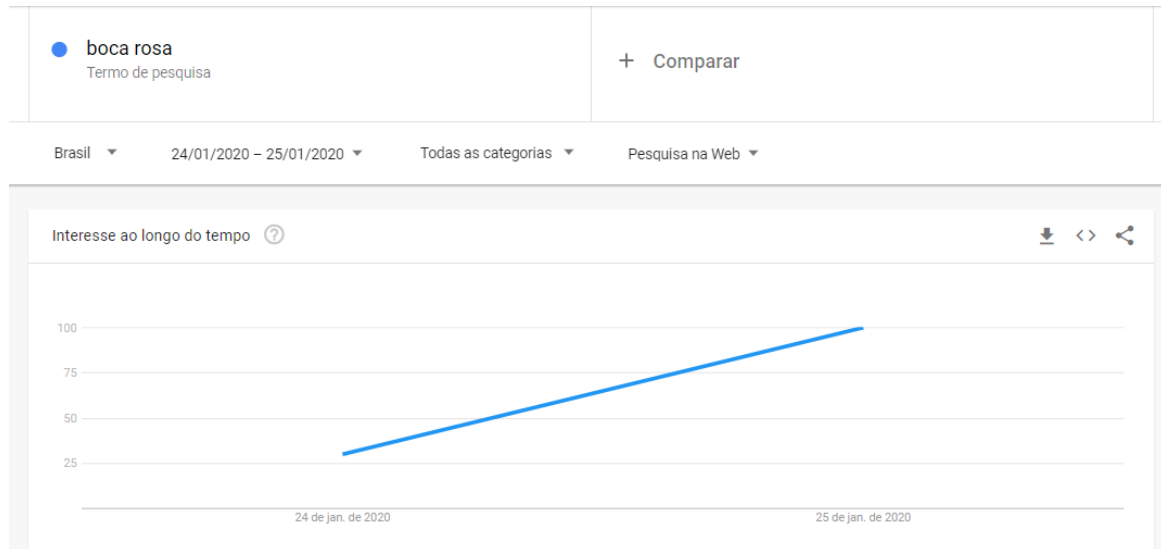 boca rosa
Termo de pesquisa
+ Comparar
Brasil
24/01/2020 – 25/01/2020
Todas as categorias
Pesquisa na Web
Interesse ao longo do tempo ?
100
75
50
25
24 de jan. de 2020
25 de jan. de 2020